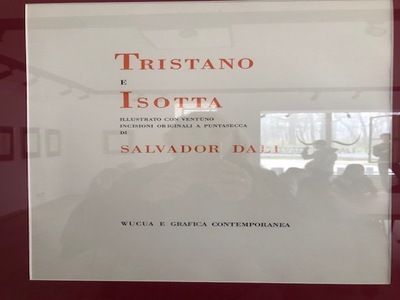 TRISTANO
E
ISOTTA
ILLUSTRATO CON VENTUNO
INCISIONI ORIGINALI A PUNTASECCA
DI
SALVADOR DALI
WUCUA E GRAFICA CONTEMPORANEA